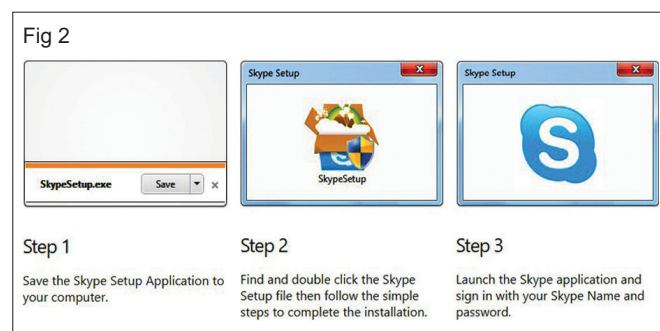 Fig 2
SkypeSetup.exe Save ×
Skype Setup x
SkypeSetup
Skype Setup x
S
Step 1
Save the Skype Setup Application to
your computer.
Step 2
Find and double click the Skype
Setup file then follow the simple
steps to complete the installation.
Step 3
Launch the Skype application and
sign in with your Skype Name and
password.